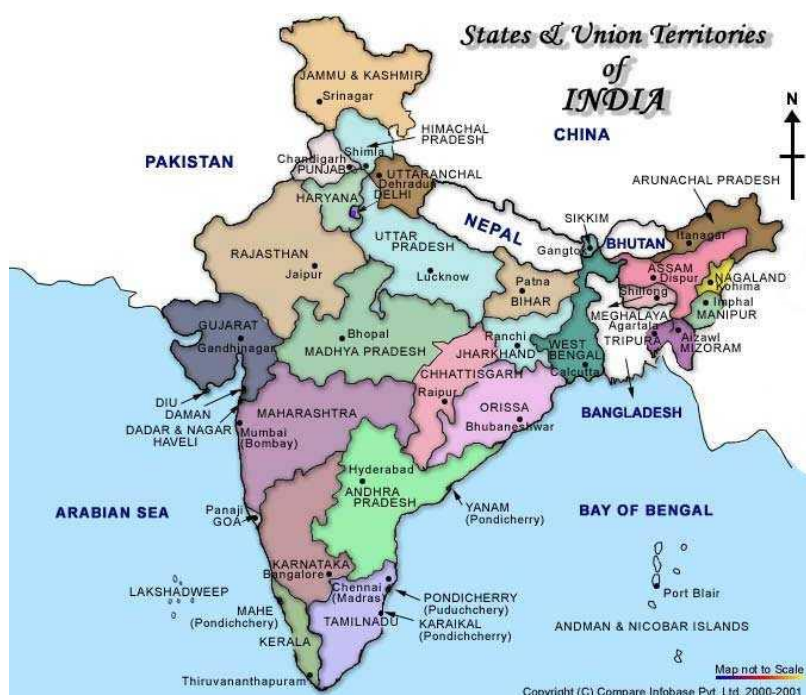 States & Union Territories
of
INDIA
N
CHINA
PAKISTAN
JAMMU & KASHMIR
Srinagar
HIMACHAL
PRADESH
Shimla
Chandigarh
PUNJAB
UTTARANCHAL
Dehradun
HARYANA
DELHI
ARUNACHAL PRADESH
NEPAL
SIKKIM
Gangtok
BHUTAN
Itanagar
RAJASTHAN
Jaipur
UTTAR
PRADESH
Lucknow
Patna
BIHAR
ASSAM
Dispur
NAGALAND
Kohima
Shillong
MEGHALAYA
Imphal
MANIPUR
Agartala
TRIPURA
Aizawl
MIZORAM
GUJARAT
Gandhinagar
Bhopal
MADHYA PRADESH
Ranchi
JHARKHAND
WEST
BENGAL
Calcutta
CHHATTISGARH
Raipur
ORISSA
Bhubaneshwar
BANGLADESH
DIU
DAMAN
DADAR & NAGAR
HAVELI
MAHARASHTRA
Mumbai
(Bombay)
Hyderabad
ANDHRA
PRADESH
YANAM
(Pondicherry)
ARABIAN SEA
BAY OF BENGAL
Panaji
GOA
KARNATAKA
Bangalore
Chennai
(Madras)
PONDICHERRY
(Puduchchery)
LAKSHADWEEP
MAHE
(Pondichery)
TAMILNADU
KARAIKAL
(Pondichcherry)
KERALA
Thiruvananthapuram
Port Blair
ANDMAN & NICOBAR ISLANDS
Map not to Scale
Copyright (C) Compare Infobase Pvt. Ltd. 2000-2001